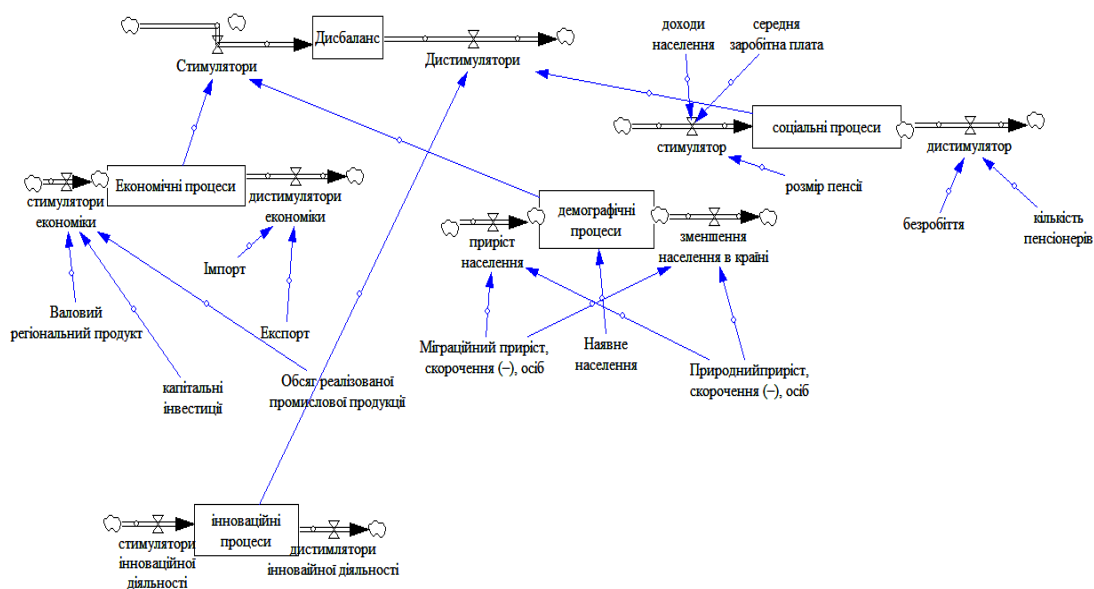 доходи
населення
середня
заробітна плата
Дисбаланс
Стимулятори
Дистимулятори
стимулятор
соціальні процеси
дистимулятор
розмір пенсії
безробіття
кількість
пенсіонерів
Економічні процеси
стимулятори
економіки
дистимулятори
економіки
Імпорт
Експорт
Валовий
регіональний продукт
капітальні
інвестиції
Обсяг реалізованої
промислової продукції
демографічні
процеси
приріст
населення
зменшення
населення в країні
Міграційний приріст,
скорочення (–), осіб
Наявне
населення
Природнийприріст,
скорочення (–), осіб
інноваційні
процеси
стимулятори
інноваційної
діяльності
дистимлятори
інноваійної діяльності